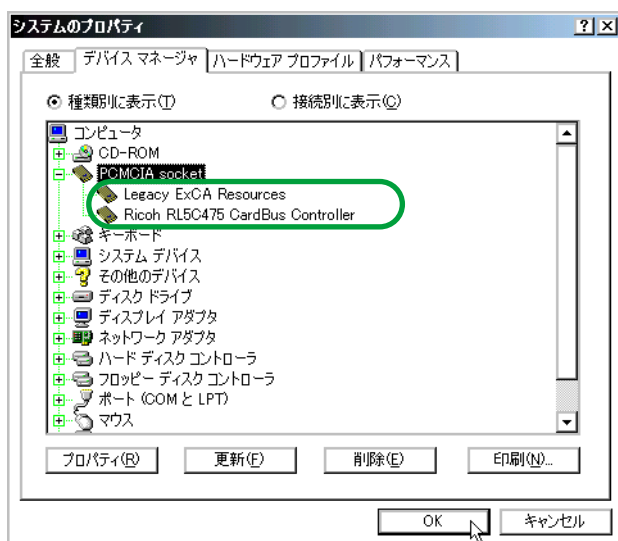 システムのプロパティ
全般 デバイス マネージャ ハードウェア プロファイル パフォーマンス
種類別に表示(T) 接続別に表示(C)
コンピュータ
CD-ROM
PCMCIA socket
Legacy ExCA Resources
Ricoh RL5C475 CardBus Controller
キーボード
システム デバイス
その他のデバイス
ディスク ドライブ
ディスプレイ アダプタ
ネットワーク アダプタ
ハード ディスク コントローラ
フロッピー ディスク コントローラ
ポート (COM と LPT)
マウス
プロパティ(R) 更新(F) 削除(E) 印刷(N)...
OK キャンセル